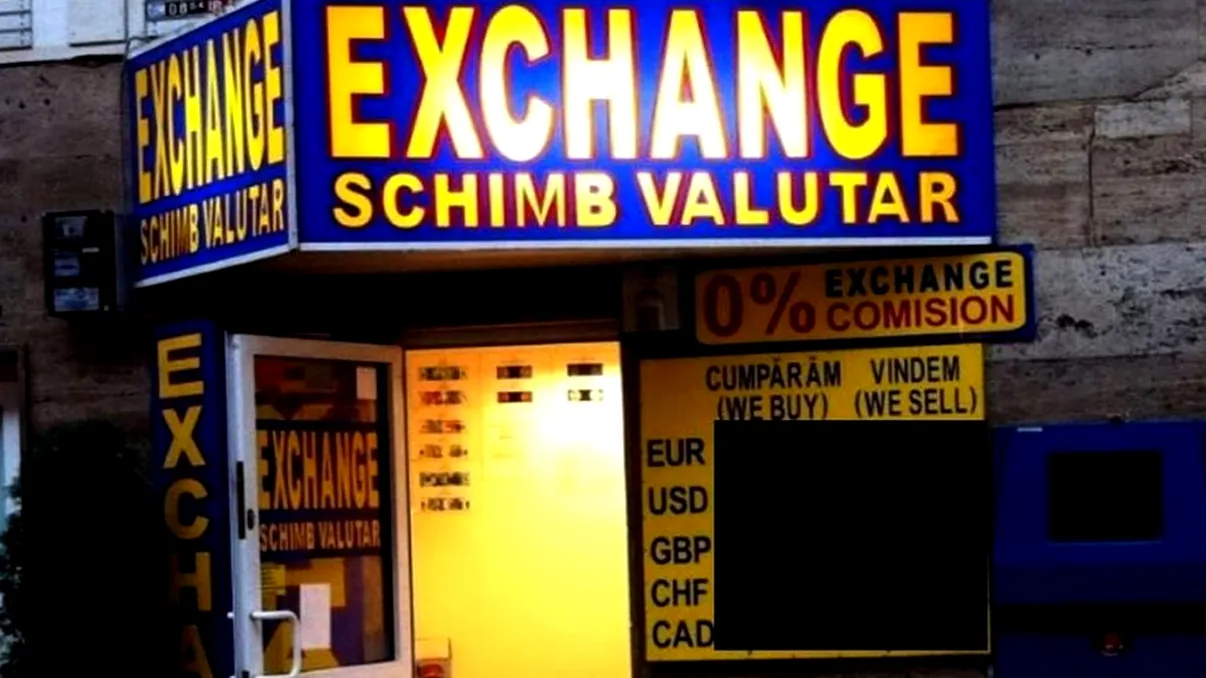 EXCHANGE
SCHIMB VALUTAR
EXCHANGE
SCHIMB VALUTAR
0% EXCHANGE
COMISION
CUMPĂRĂM VINDEM
(WE BUY) (WE SELL)
EUR
USD
GBP
CHF
CAD
EXCHA
EXCHANGE
SCHIMB VALUTAR